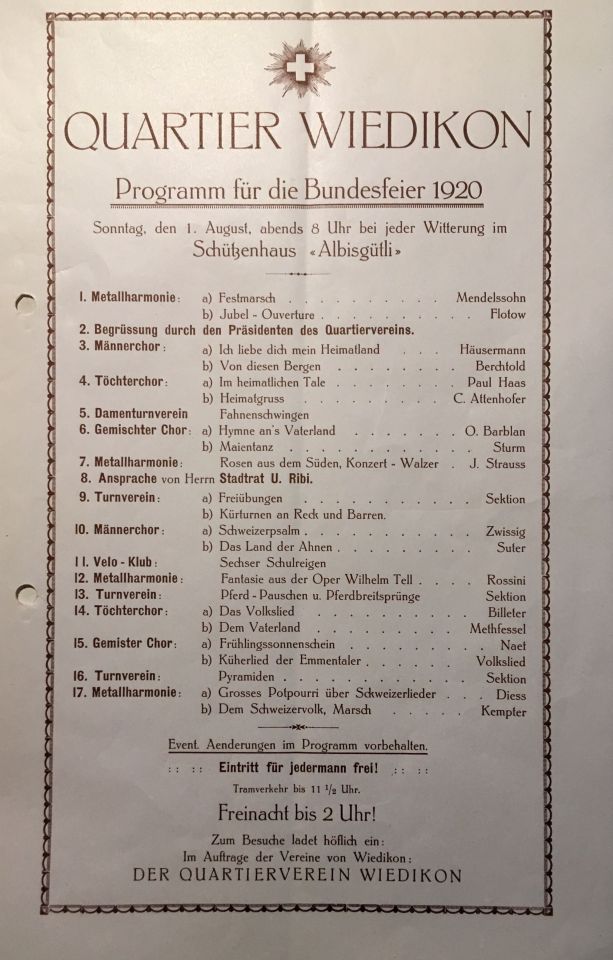 QUARTIER WIEDIKON
Programm für die Bundesfeier 1920
Sonntag, den 1. August, abends 8 Uhr bei jeder Witterung im
Schützenhaus «Albisgütli»
1. Metallharmonie: a) Festmarsch . . . . . . . . . . Mendelssohn
b) Jubel - Ouverture . . . . . . . . . . Flotow
2. Begrüssung durch den Präsidenten des Quartiervereins.
3. Männerchor: a) Ich liebe dich mein Heimatland . . . Häusermann
b) Von diesen Bergen . . . . . . . . Berchtold
4. Töchterchor: a) Im heimatlichen Tale . . . . . . . . Paul Haas
b) Heimatgruss . . . . . . . . . C. Attenhofer
5. Damenturnverein Fahnenschwingen
6. Gemischter Chor: a) Hymne an's Vaterland . . . . . . . O. Barblan
b) Maientanz . . . . . . . . . . . Sturm
7. Metallharmonie: Rosen aus dem Süden, Konzert - Walzer . J. Strauss
8. Ansprache von Herrn Stadtrat U. Ribi.
9. Turnverein: a) Freiübungen . . . . . . . . . . Sektion
b) Kürturnen an Reck und Barren.
10. Männerchor: a) Schweizerpsalm . . . . . . . . . . Zwissig
b) Das Land der Ahnen . . . . . . . . Suter
11. Velo - Klub: Sechser Schulreigen
12. Metallharmonie: Fantasie aus der Oper Wilhelm Tell . . . . Rossini
13. Turnverein: Pferd - Pauschen u. Pferdbreitsprünge Sektion
14. Töchterchor: a) Das Volkslied . . . . . . . . . Billeter
b) Dem Vaterland . . . . . . . . Methfessel
15. Gemister Chor: a) Frühlingssonnenschein . . . . . . . . Naet
b) Küherlied der Emmentaler . . . . . . Volkslied
16. Turnverein: Pyramiden . . . . . . . . . . . Sektion
17. Metallharmonie: a) Grosses Potpourri über Schweizerlieder . . . Diess
b) Dem Schweizervolk, Marsch . . . . . Kempter
Event. Aenderungen im Programm vorbehalten.
:: :: Eintritt für jedermann frei! :: ::
Tramverkehr bis 11 1/2 Uhr.
Freinacht bis 2 Uhr!
Zum Besuche ladet höflich ein:
Im Auftrage der Vereine von Wiedikon:
DER QUARTIERVEREIN WIEDIKON